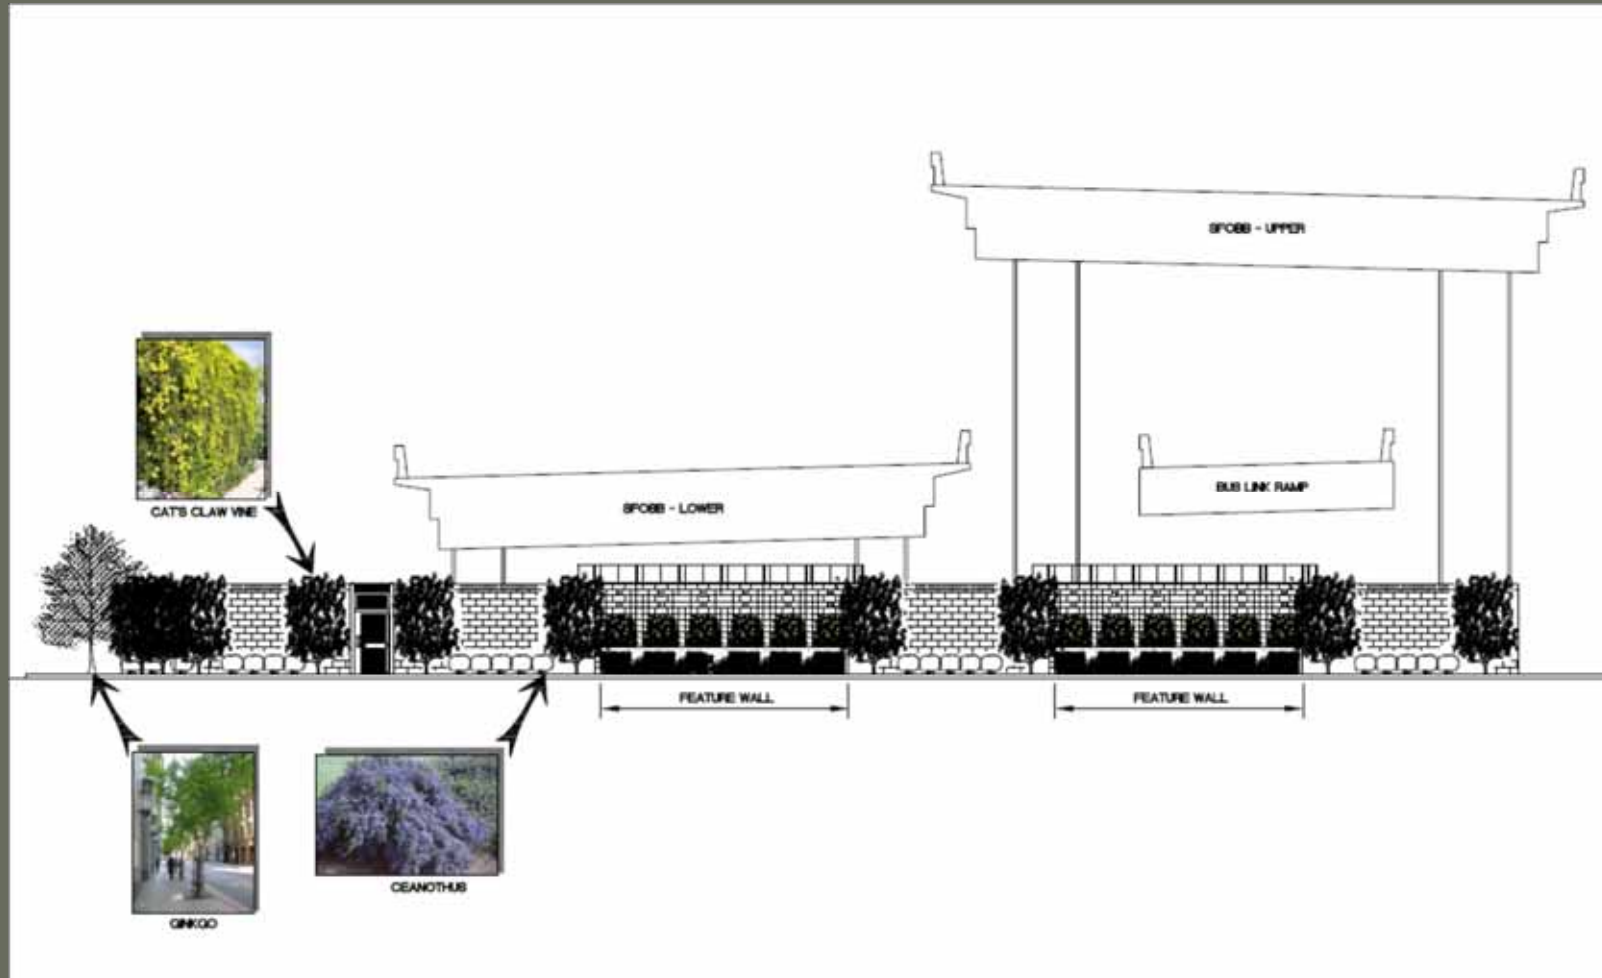 SFOBB - UPPER
BUS LINK RAMP
SFOBB - LOWER
CAT'S CLAW VINE
FEATURE WALL
FEATURE WALL
CEANOTHUS
GINKGO